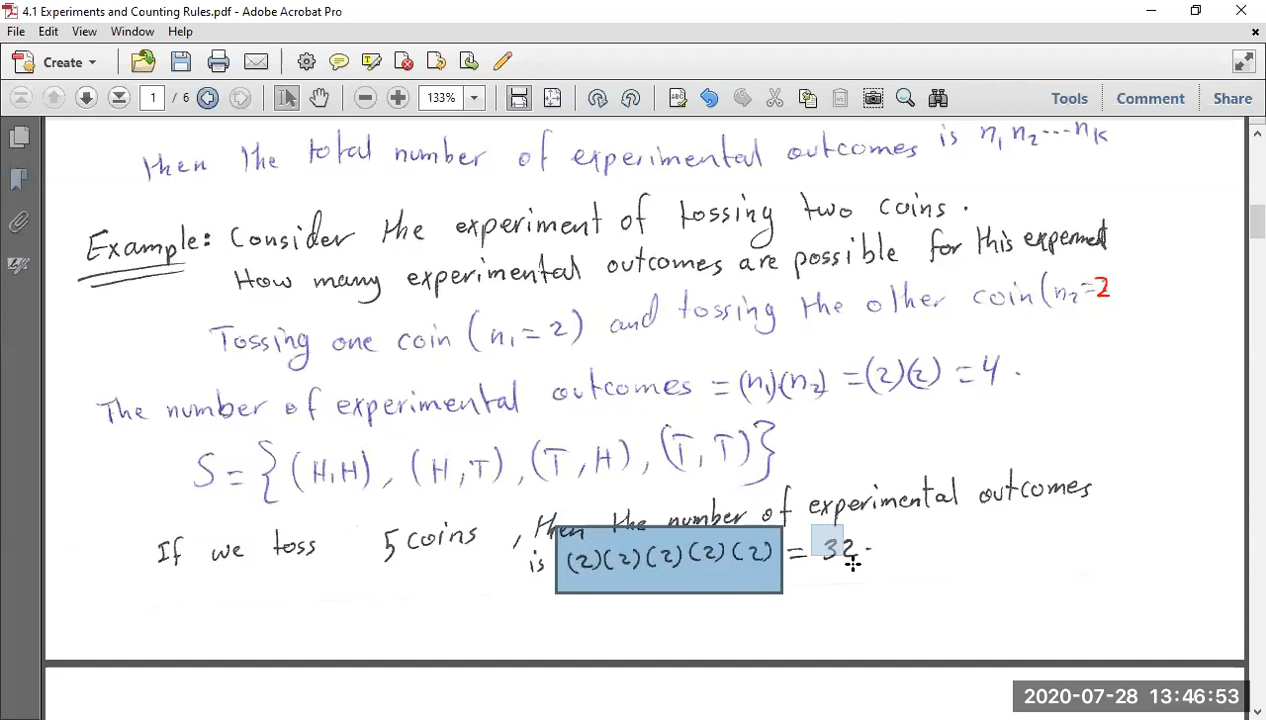 4.1 Experiments and Counting Rules.pdf - Adobe Acrobat Pro
File Edit View Window Help
Create
1 / 6 133% Tools Comment Share
then the total number of experimental outcomes is n₁ n₂ ... nₖ
Example: Consider the experiment of tossing two coins.
How many experimental outcomes are possible for this experment
Tossing one coin (n₁ = 2) and tossing the other coin (n₂ = 2
The number of experimental outcomes = (n₁)(n₂) = (2)(2) = 4.
S = {(H,H), (H,T), (T,H), (T,T)}
If we toss 5 coins, then the number of experimental outcomes
is (2)(2)(2)(2)(2) = 32.
2020-07-28 13:46:53